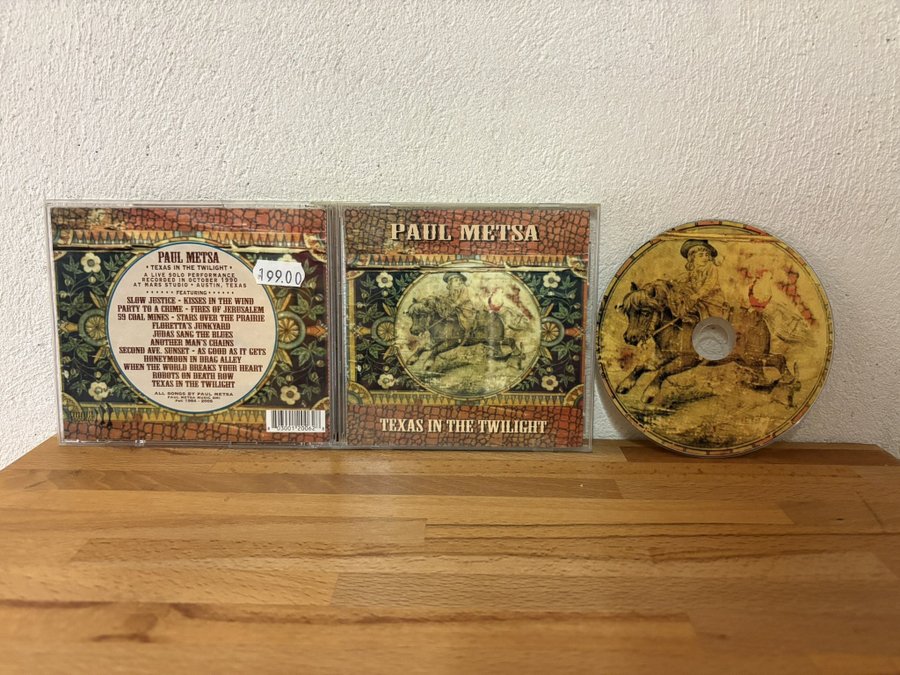 PAUL METSA
• TEXAS IN THE TWILIGHT •
A LIVE SOLO PERFORMANCE
RECORDED IN OCTOBER 1990
AT MARS STUDIO • AUSTIN, TEXAS
FEATURING
SLOW JUSTICE • KISSES IN THE WIND
PARTY TO A CRIME • FIRES OF JERUSALEM
59 COAL MINES • STARS OVER THE PRAIRIE
FLORETTA'S JUNKYARD
JUDAS SANG THE BLUES
ANOTHER MAN'S CHAINS
SECOND AVE. SUNSET • AS GOOD AS IT GETS
HONEYMOON IN DRAG ALLEY
WHEN THE WORLD BREAKS YOUR HEART
ROBOTS ON DEATH ROW
TEXAS IN THE TWILIGHT
ALL SONGS BY PAUL METSA
PAUL METSA MUSIC BMI
199.00
PAUL METSA
TEXAS IN THE TWILIGHT